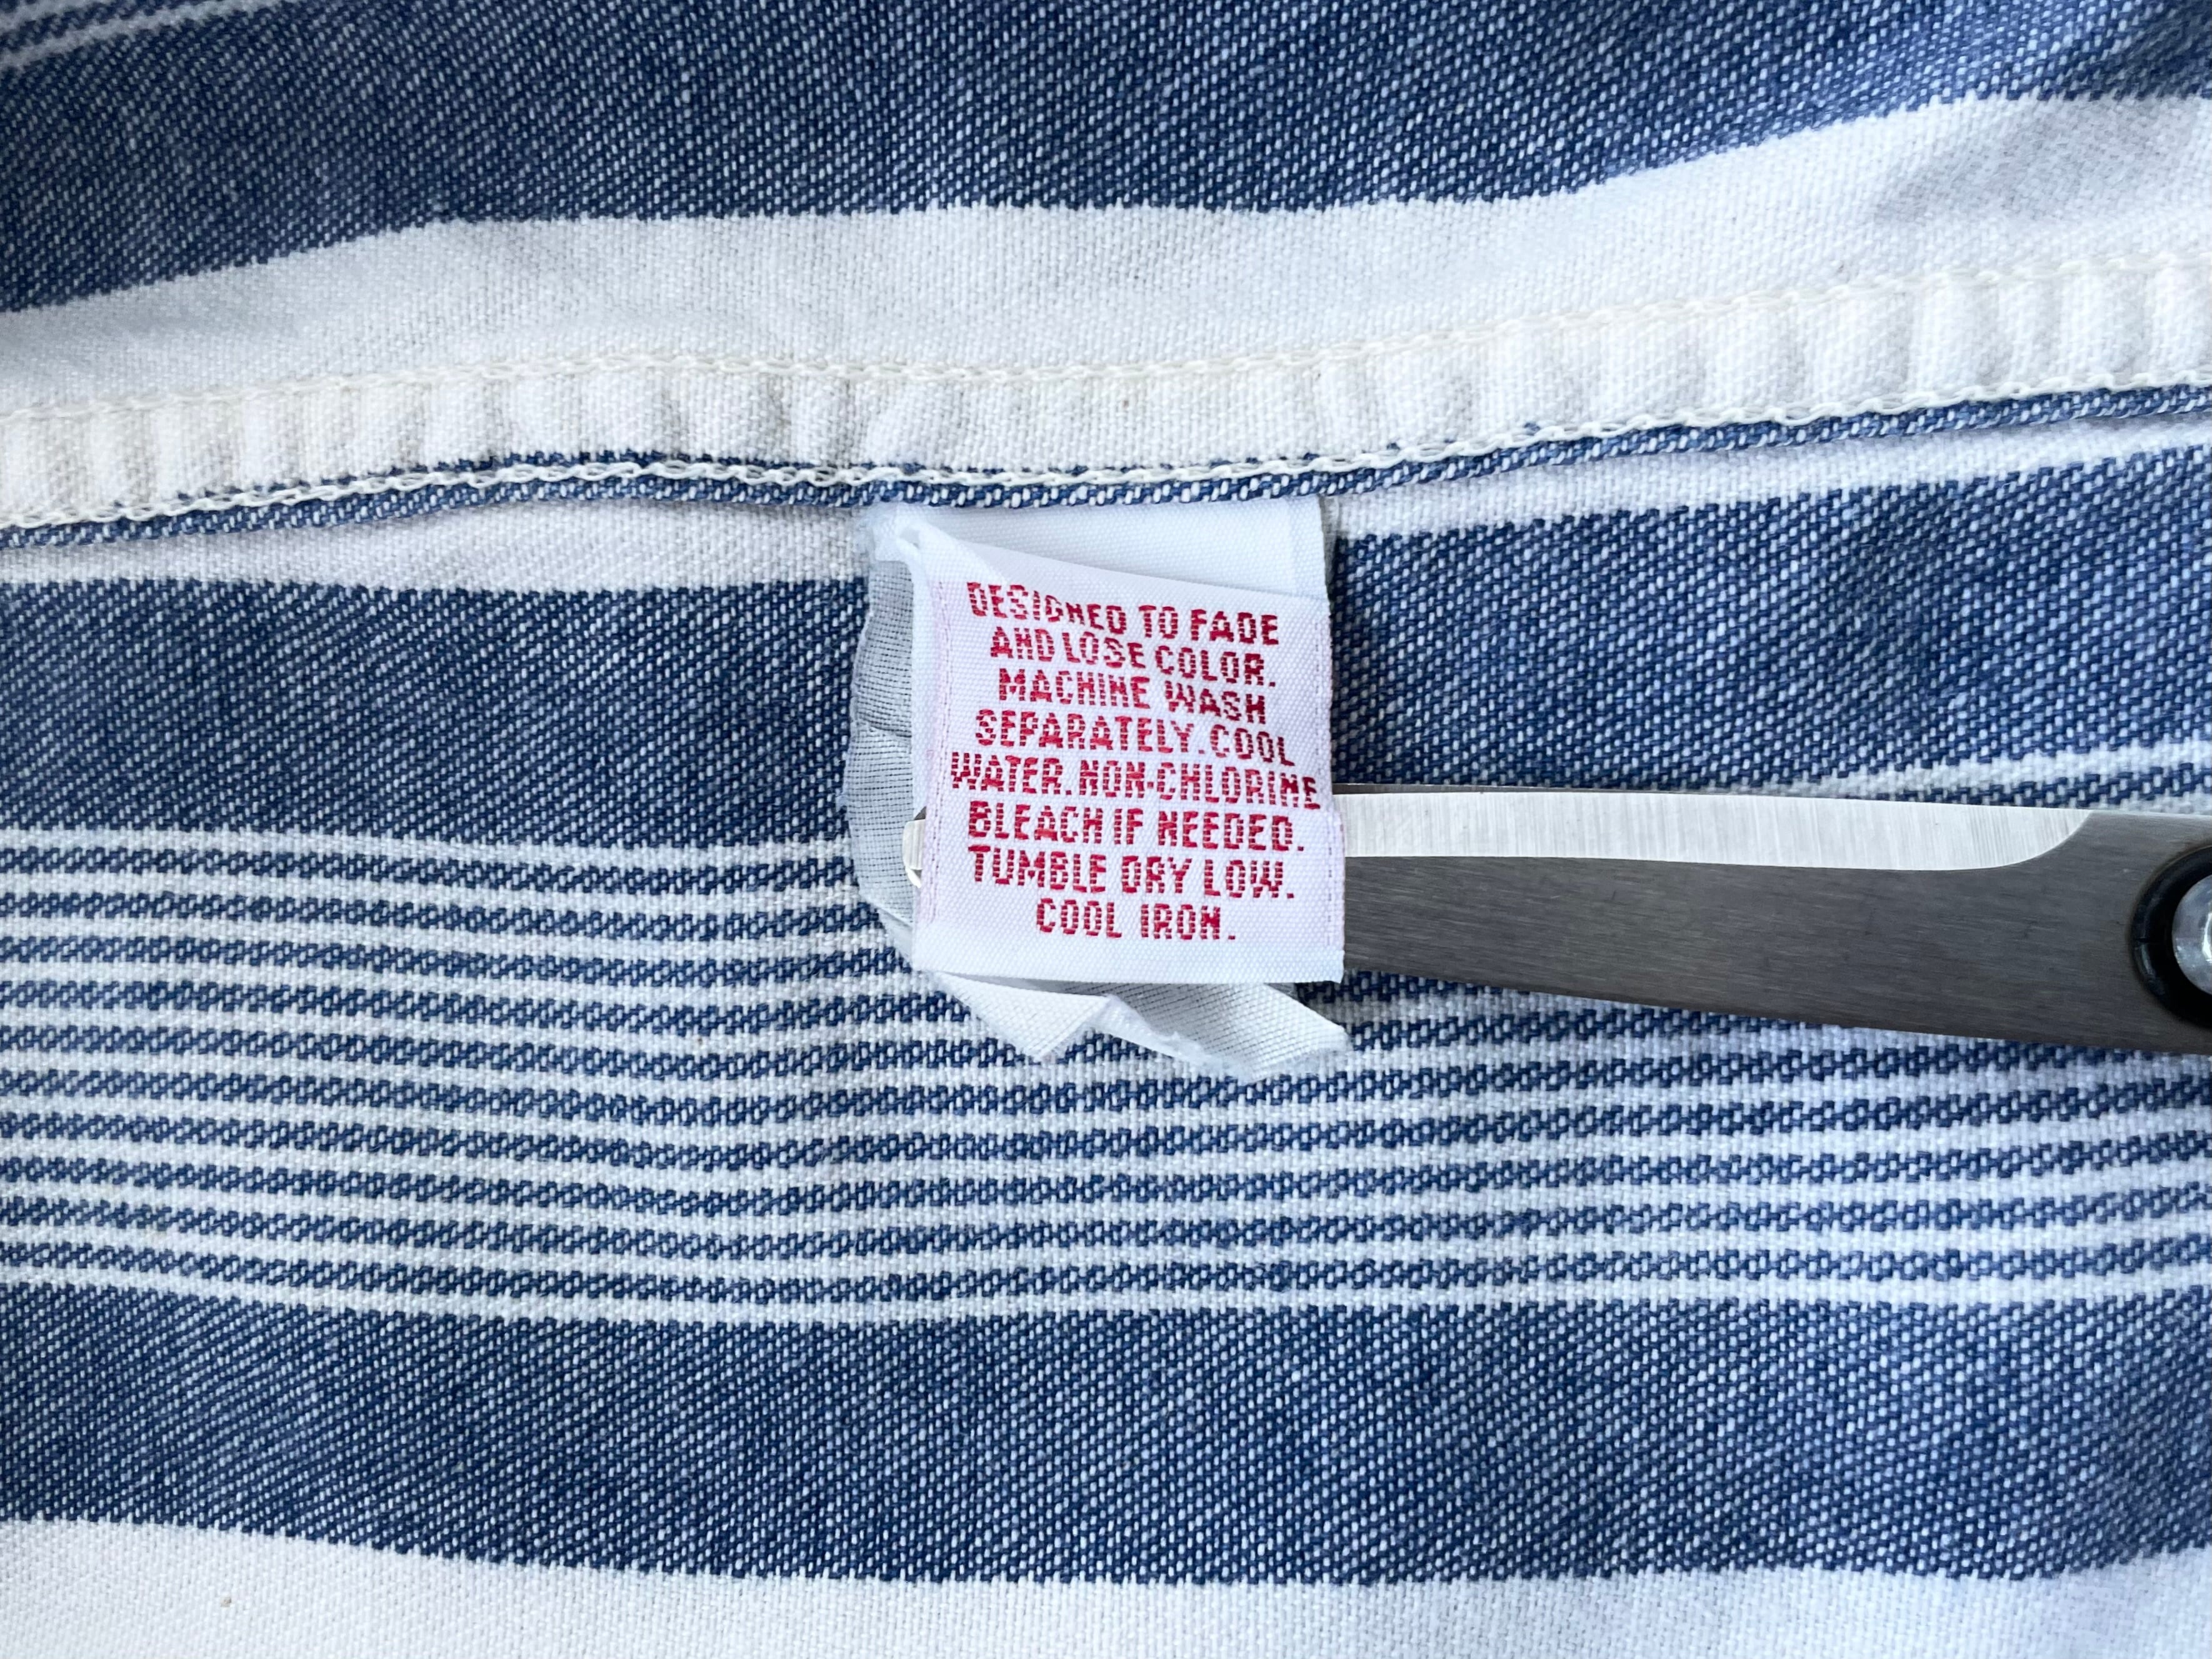 DESIGNED TO FADE
AND LOSE COLOR.
MACHINE WASH
SEPARATELY. COOL
WATER. NON-CHLORINE
BLEACH IF NEEDED.
TUMBLE DRY LOW.
COOL IRON.